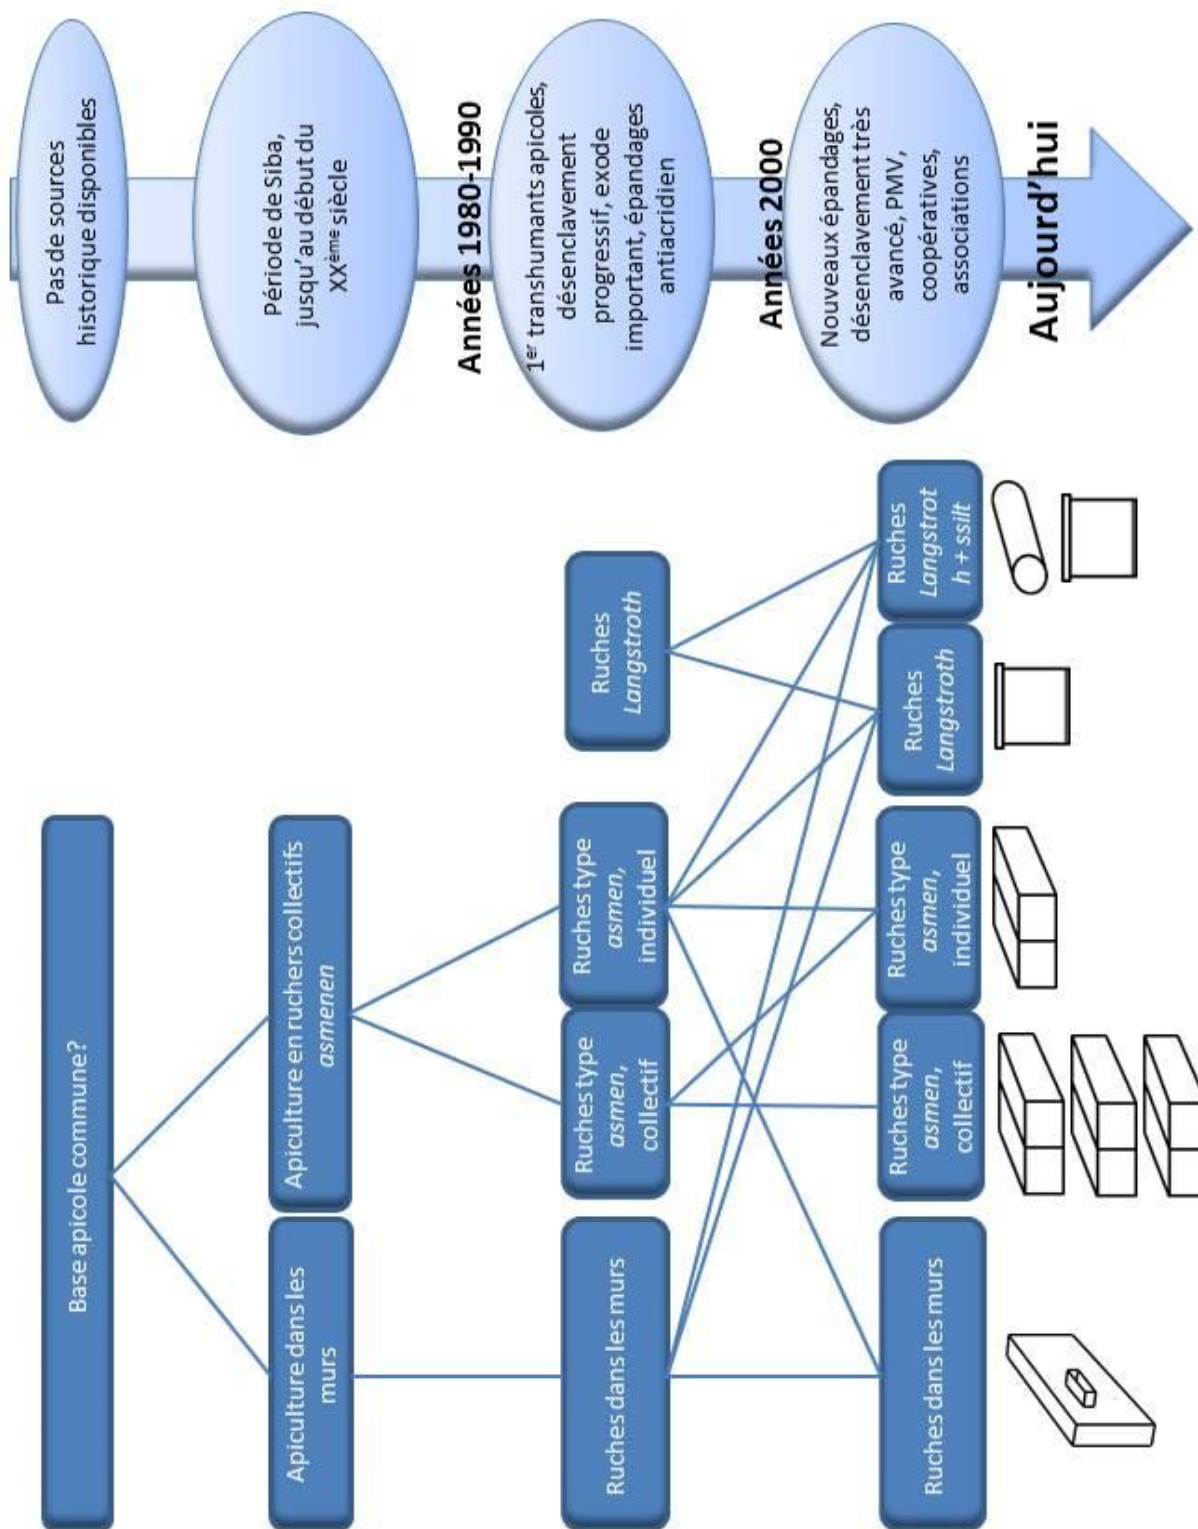 Base apicole commune?
Apiculture dans les
murs
Apiculture en ruchers collectifs
asmenen
Ruches dans les murs
Ruches type
asmen,
collectif
Ruches type
asmen,
individuel
Ruches
Langstroth
Ruches dans les murs
Ruches type
asmen,
collectif
Ruches type
asmen,
individuel
Ruches
Langstroth
Ruches
Langstrot
h + ssilt
Pas de sources
historique disponibles
Période de Siba,
jusqu'au début du
XXème siècle
Années 1980-1990
1er transhumants apicoles,
désenclavement
progressif, exode
important, épandages
antiacridien
Années 2000
Nouveaux épandages,
désenclavement très
avancé, PMV,
coopératives,
associations
Aujourd'hui